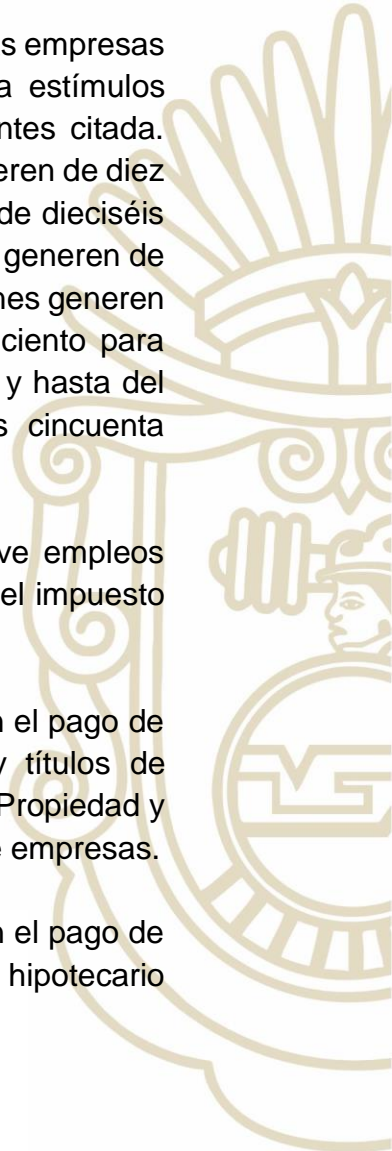 s empresas
a estímulos
ntes citada.
eren de diez
de dieciséis
generen de
nes generen
ciento para
y hasta del
s cincuenta
ve empleos
el impuesto
n el pago de
y títulos de
Propiedad y
e empresas.
n el pago de
hipotecario